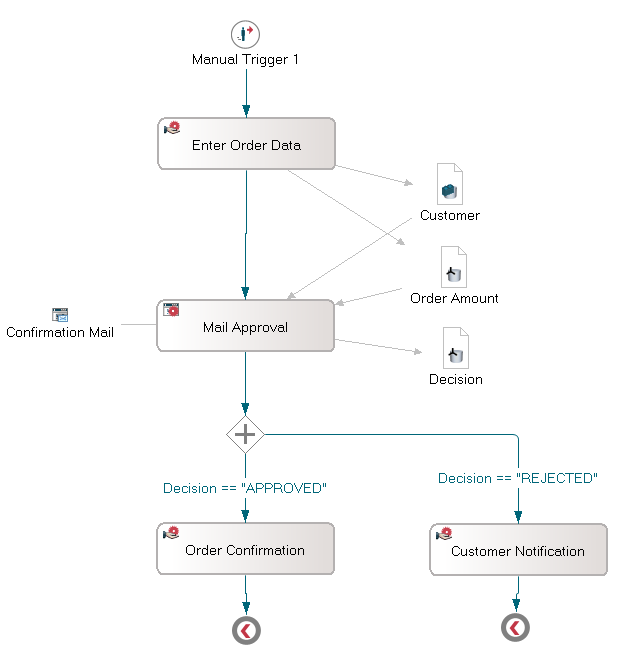 Manual Trigger 1
Enter Order Data
Customer
Order Amount
Mail Approval
Confirmation Mail
Decision
Decision == "APPROVED"
Decision == "REJECTED"
Order Confirmation
Customer Notification